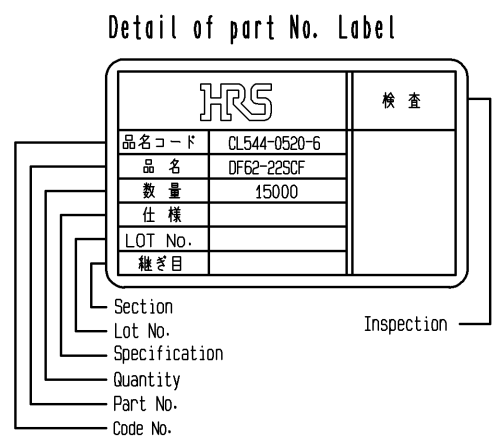 Detail of part No. Label
HRS
検 査
品名コード CL544-0520-6
品 名 DF62-22SCF
数 量 15000
仕 様
LOT No.
継ぎ目
Section
Lot No.
Inspection
Specification
Quantity
Part No.
Code No.